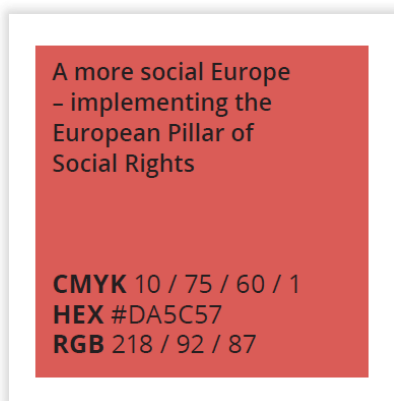 A more social Europe
– implementing the
European Pillar of
Social Rights
CMYK 10 / 75 / 60 / 1
HEX #DA5C57
RGB 218 / 92 / 87